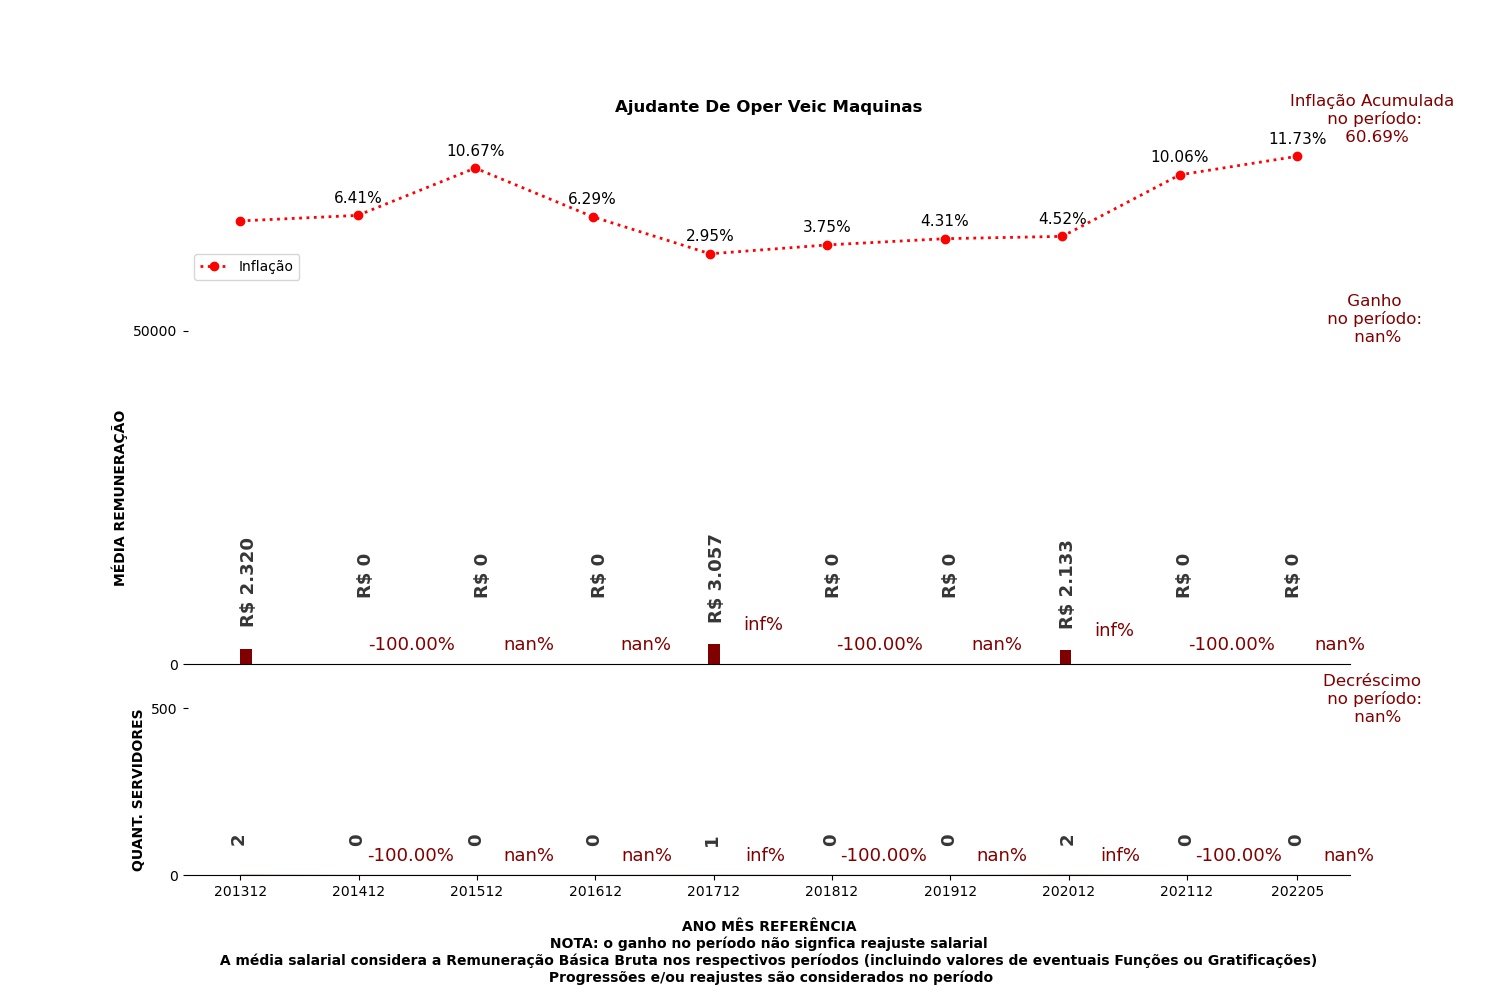 Ajudante De Oper Veic Maquinas
Inflação Acumulada
no período:
60.69%
6.41%
10.67%
6.29%
2.95%
3.75%
4.31%
4.52%
10.06%
11.73%
Inflação
Ganho
no período:
nan%
50000
0
MÉDIA REMUNERAÇÃO
R$ 2.320
R$ 0
R$ 0
R$ 0
R$ 3.057
R$ 0
R$ 0
R$ 2.133
R$ 0
R$ 0
-100.00%
nan%
nan%
inf%
-100.00%
nan%
inf%
-100.00%
nan%
Decréscimo
no período:
nan%
500
0
QUANT. SERVIDORES
2
0
0
0
1
0
0
2
0
0
-100.00%
nan%
nan%
inf%
-100.00%
nan%
inf%
-100.00%
nan%
201312
201412
201512
201612
201712
201812
201912
202012
202112
202205
ANO MÊS REFERÊNCIA
NOTA: o ganho no período não signfica reajuste salarial
A média salarial considera a Remuneração Básica Bruta nos respectivos períodos (incluindo valores de eventuais Funções ou Gratificações)
Progressões e/ou reajustes são considerados no período